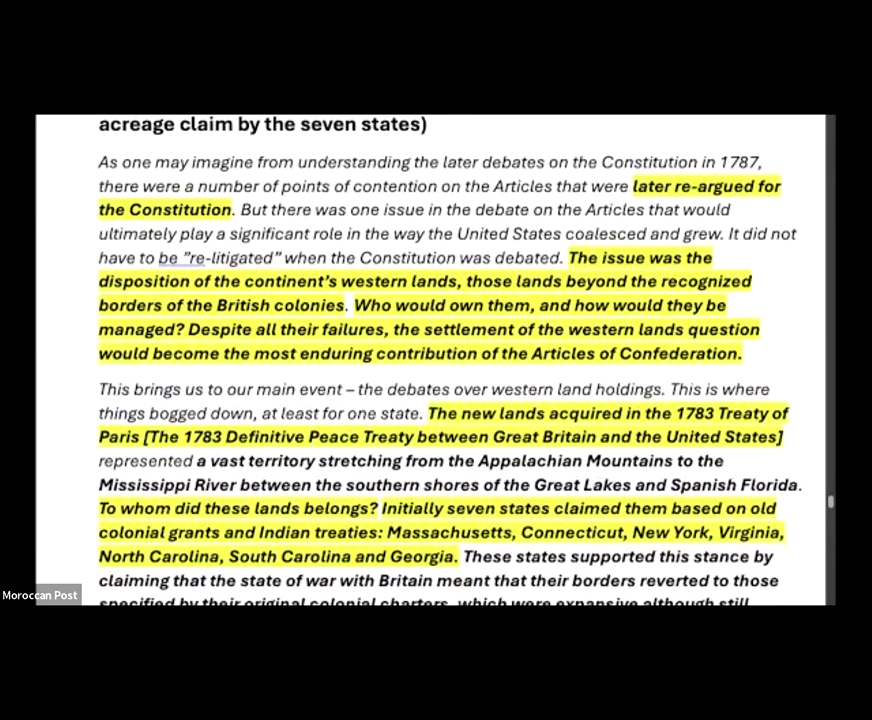 acreage claim by the seven states)
As one may imagine from understanding the later debates on the Constitution in 1787,
there were a number of points of contention on the Articles that were later re-argued for
the Constitution. But there was one issue in the debate on the Articles that would
ultimately play a significant role in the way the United States coalesced and grew. It did not
have to be "re-litigated" when the Constitution was debated. The issue was the
disposition of the continent's western lands, those lands beyond the recognized
borders of the British colonies. Who would own them, and how would they be
managed? Despite all their failures, the settlement of the western lands question
would become the most enduring contribution of the Articles of Confederation.
This brings us to our main event – the debates over western land holdings. This is where
things bogged down, at least for one state. The new lands acquired in the 1783 Treaty of
Paris [The 1783 Definitive Peace Treaty between Great Britain and the United States]
represented a vast territory stretching from the Appalachian Mountains to the
Mississippi River between the southern shores of the Great Lakes and Spanish Florida.
To whom did these lands belongs? Initially seven states claimed them based on old
colonial grants and Indian treaties: Massachusetts, Connecticut, New York, Virginia,
North Carolina, South Carolina and Georgia. These states supported this stance by
claiming that the state of war with Britain meant that their borders reverted to those
specified by their original colonial charters, which were expansive although still
Moroccan Post